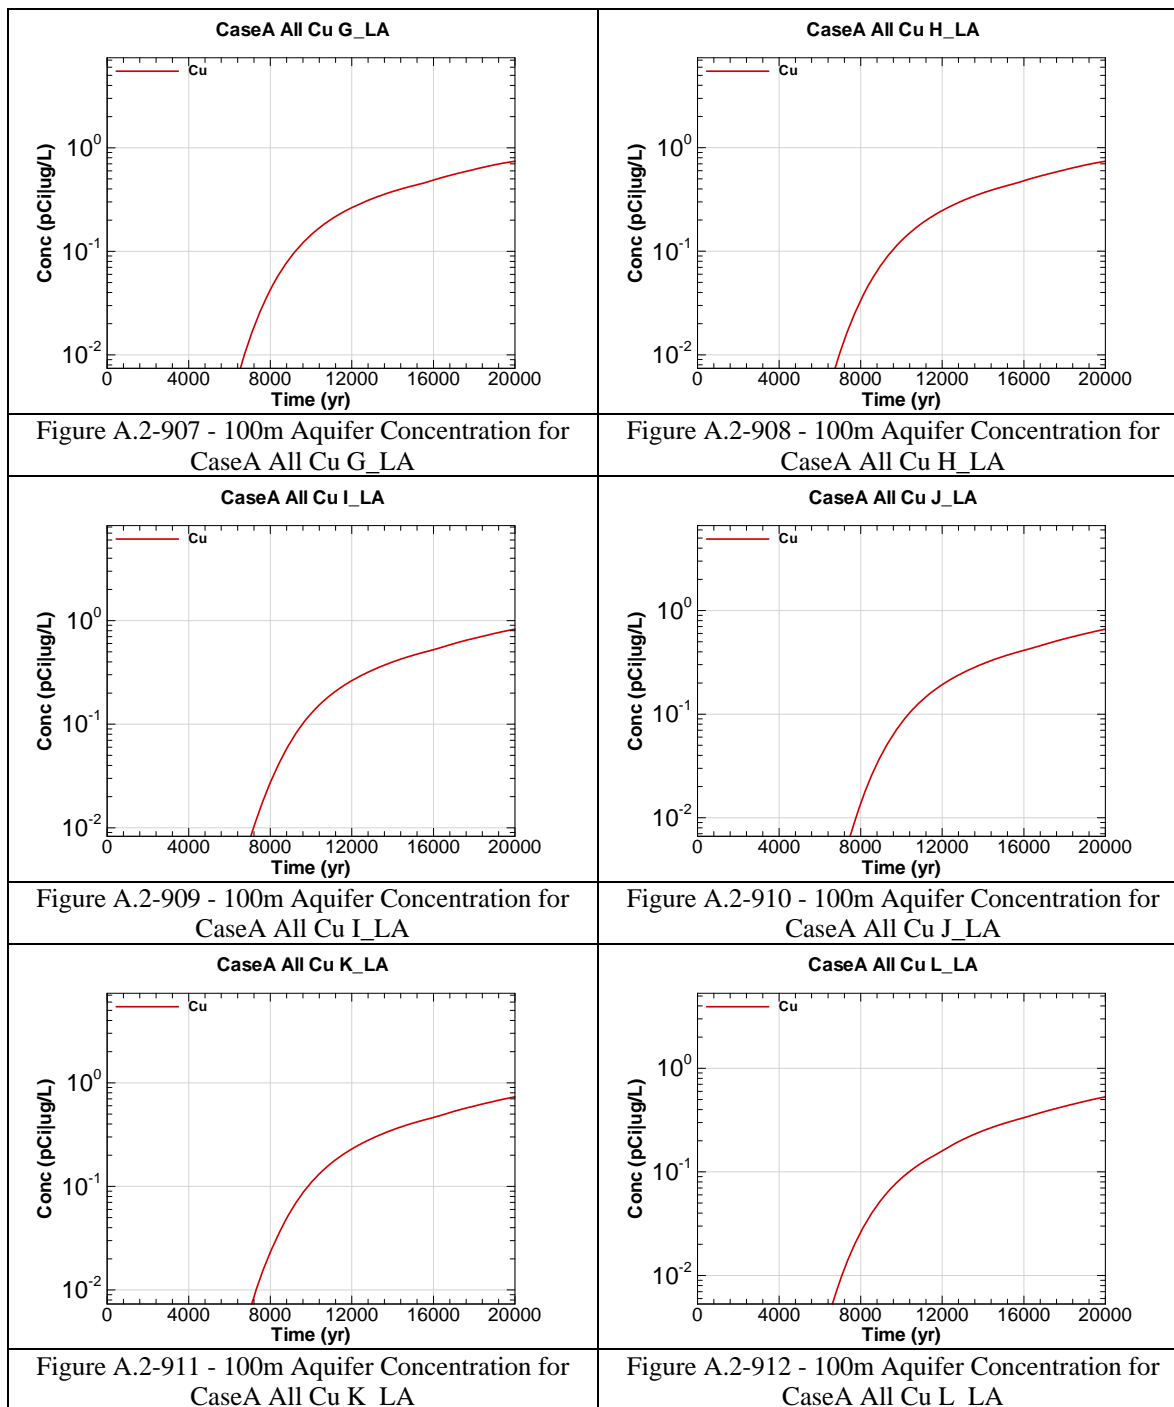 CaseA All Cu G_LA
Cu
10^0
10^-1
10^-2
Conc (pCi|ug/L)
0 4000 8000 12000 16000 20000
Time (yr)
Figure A.2-907 - 100m Aquifer Concentration for
CaseA All Cu G_LA
CaseA All Cu H_LA
Cu
10^0
10^-1
10^-2
Conc (pCi|ug/L)
0 4000 8000 12000 16000 20000
Time (yr)
Figure A.2-908 - 100m Aquifer Concentration for
CaseA All Cu H_LA
CaseA All Cu I_LA
Cu
10^0
10^-1
10^-2
Conc (pCi|ug/L)
0 4000 8000 12000 16000 20000
Time (yr)
Figure A.2-909 - 100m Aquifer Concentration for
CaseA All Cu I_LA
CaseA All Cu J_LA
Cu
10^0
10^-1
10^-2
Conc (pCi|ug/L)
0 4000 8000 12000 16000 20000
Time (yr)
Figure A.2-910 - 100m Aquifer Concentration for
CaseA All Cu J_LA
CaseA All Cu K_LA
Cu
10^0
10^-1
10^-2
Conc (pCi|ug/L)
0 4000 8000 12000 16000 20000
Time (yr)
Figure A.2-911 - 100m Aquifer Concentration for
CaseA All Cu K_LA
CaseA All Cu L_LA
Cu
10^0
10^-1
10^-2
Conc (pCi|ug/L)
0 4000 8000 12000 16000 20000
Time (yr)
Figure A.2-912 - 100m Aquifer Concentration for
CaseA All Cu L_LA